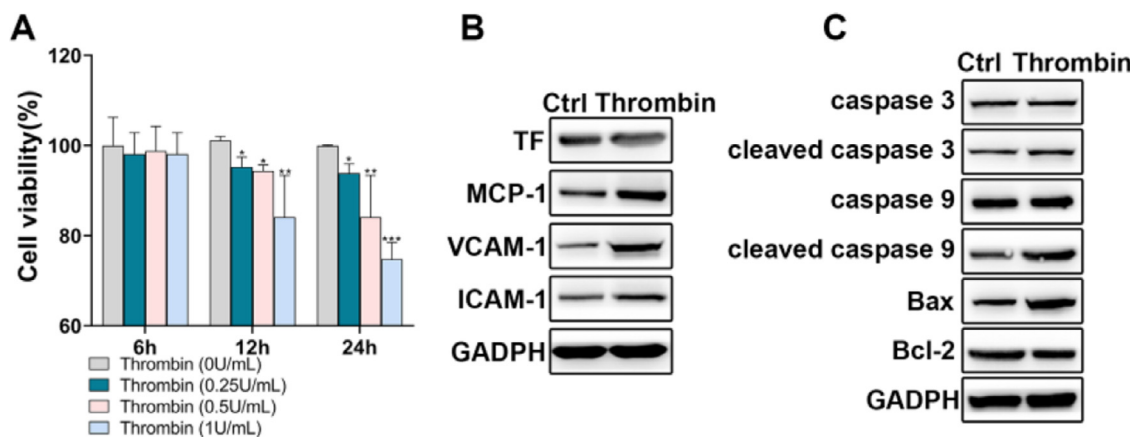 A
Cell viability(%)
120
100
80
60
* * **
* ** ***
6h 12h 24h
Thrombin (0U/mL)
Thrombin (0.25U/mL)
Thrombin (0.5U/mL)
Thrombin (1U/mL)
B
Ctrl Thrombin
TF
MCP-1
VCAM-1
ICAM-1
GADPH
C
Ctrl Thrombin
caspase 3
cleaved caspase 3
caspase 9
cleaved caspase 9
Bax
Bcl-2
GADPH